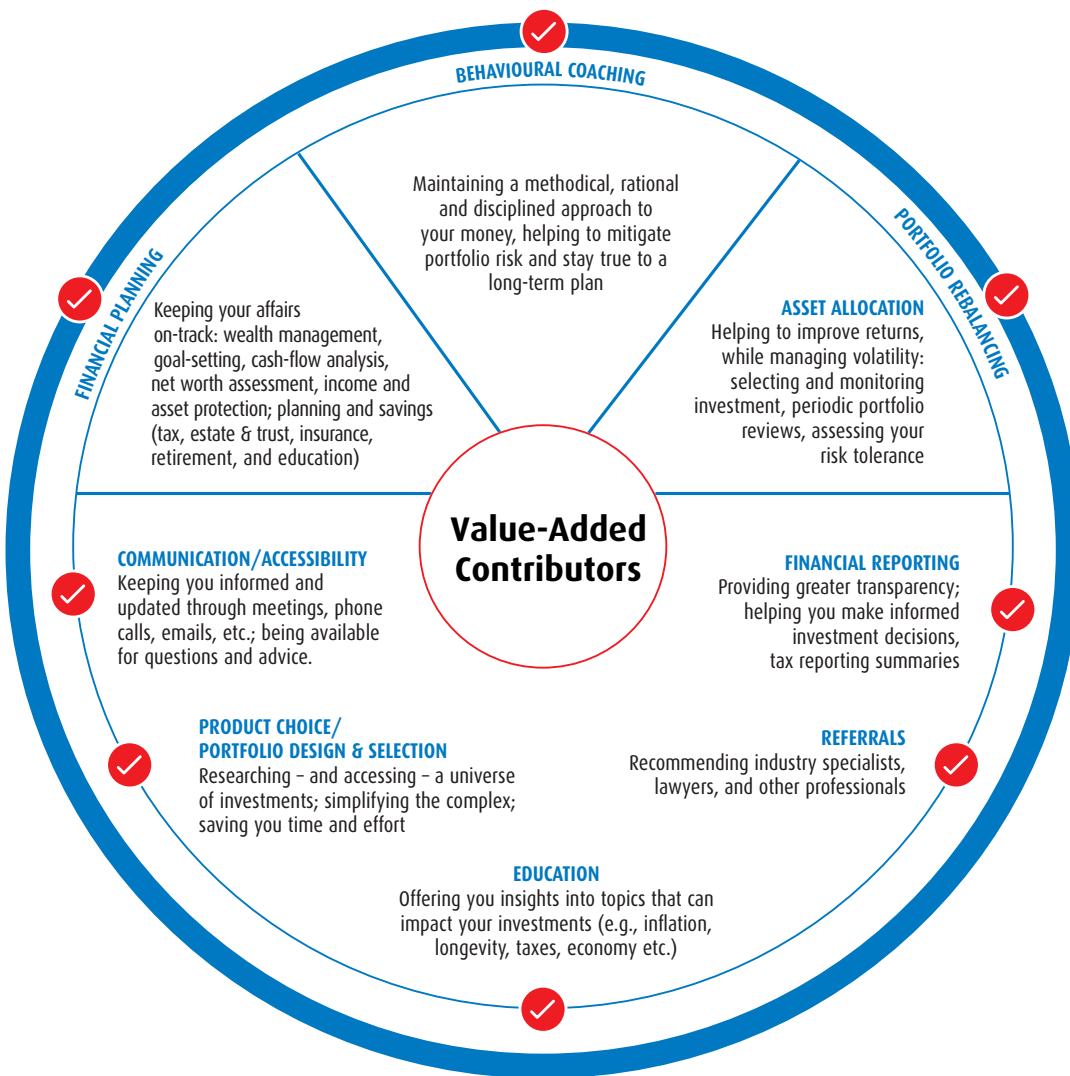 BEHAVIOURAL COACHING
Maintaining a methodical, rational
and disciplined approach to
your money, helping to mitigate
portfolio risk and stay true to a
long-term plan
FINANCIAL PLANNING
Keeping your affairs
on-track: wealth management,
goal-setting, cash-flow analysis,
net worth assessment, income and
asset protection; planning and savings
(tax, estate & trust, insurance,
retirement, and education)
PORTFOLIO REBALANCING
ASSET ALLOCATION
Helping to improve returns,
while managing volatility:
selecting and monitoring
investment, periodic portfolio
reviews, assessing your
risk tolerance
Value-Added
Contributors
COMMUNICATION/ACCESSIBILITY
Keeping you informed and
updated through meetings, phone
calls, emails, etc.; being available
for questions and advice.
FINANCIAL REPORTING
Providing greater transparency;
helping you make informed
investment decisions,
tax reporting summaries
PRODUCT CHOICE/
PORTFOLIO DESIGN & SELECTION
Researching – and accessing – a universe
of investments; simplifying the complex;
saving you time and effort
REFERRALS
Recommending industry specialists,
lawyers, and other professionals
EDUCATION
Offering you insights into topics that can
impact your investments (e.g., inflation,
longevity, taxes, economy etc.)